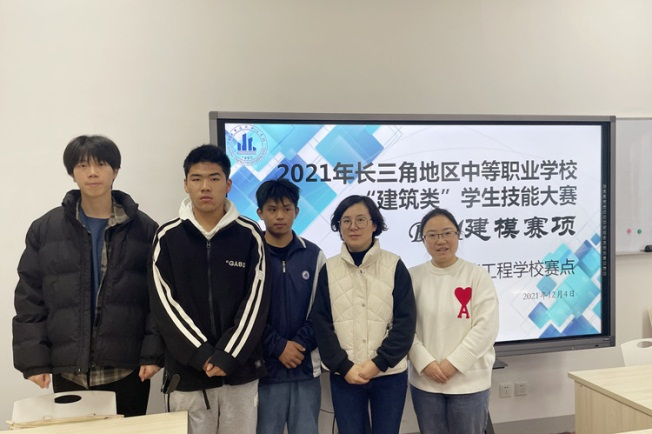 2021年长三角地区中等职业学校
“建筑类”学生技能大赛
建模赛项
工程学校赛点
2021年12月4日
A